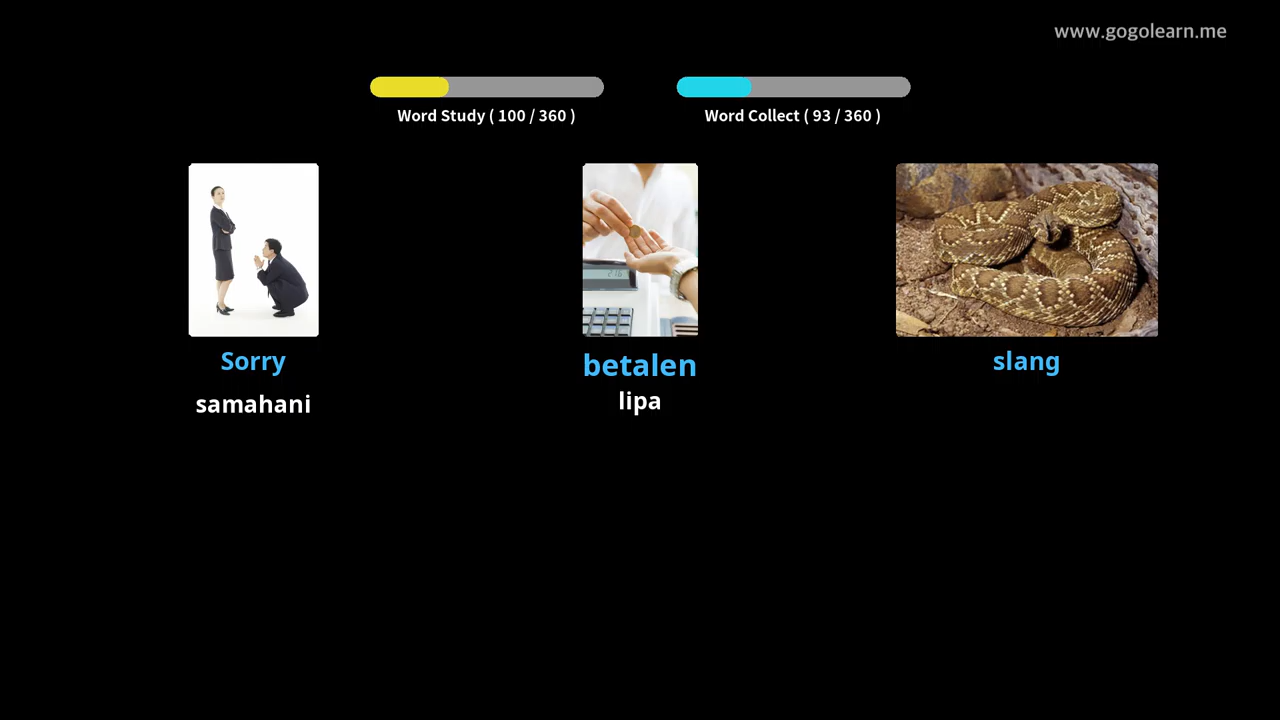 www.gogolearn.me
Word Study ( 100 / 360 )
Word Collect ( 93 / 360 )
Sorry
samahani
betalen
lipa
slang